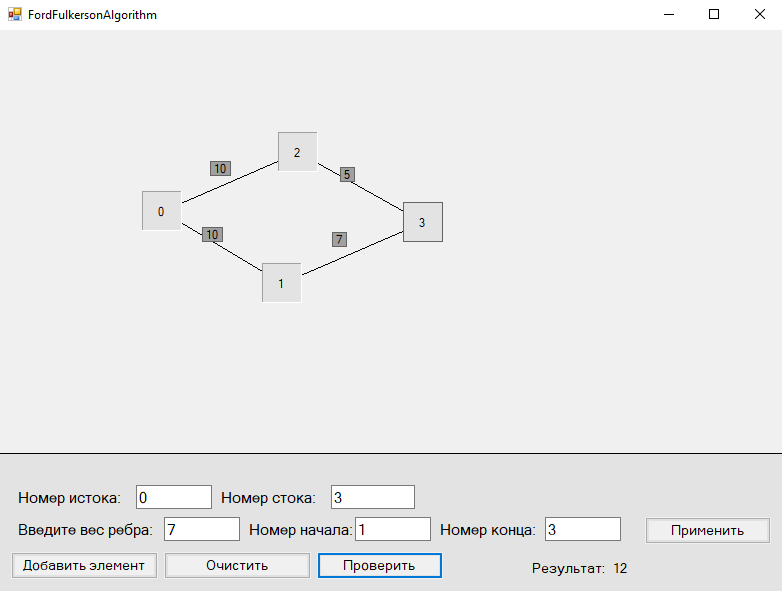 FordFulkersonAlgorithm
2
10
5
0
3
10
7
1
Номер истока: 0 Номер стока: 3
Введите вес ребра: 7 Номер начала: 1 Номер конца: 3 Применить
Добавить элемент Очистить Проверить Результат: 12